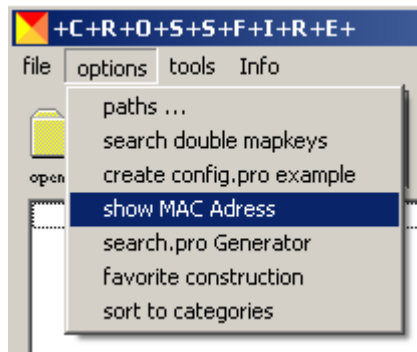 +C+R+O+S+S+F+I+R+E+
file options tools Info
paths ...
search double mapkeys
open
create config.pro example
show MAC Adress
search.pro Generator
favorite construction
sort to categories